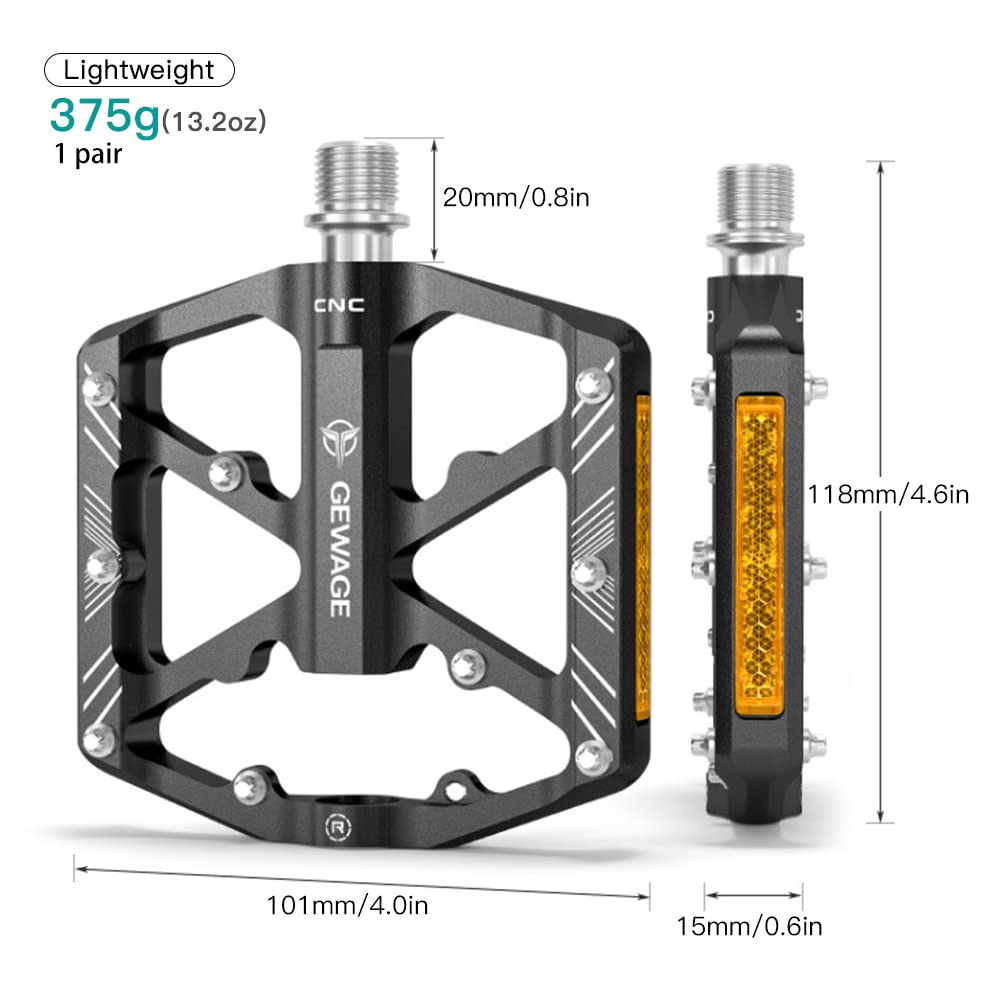 Lightweight
375g(13.2oz)
1 pair
20mm/0.8in
CNC
GEWAGE
118mm/4.6in
R
101mm/4.0in
15mm/0.6in